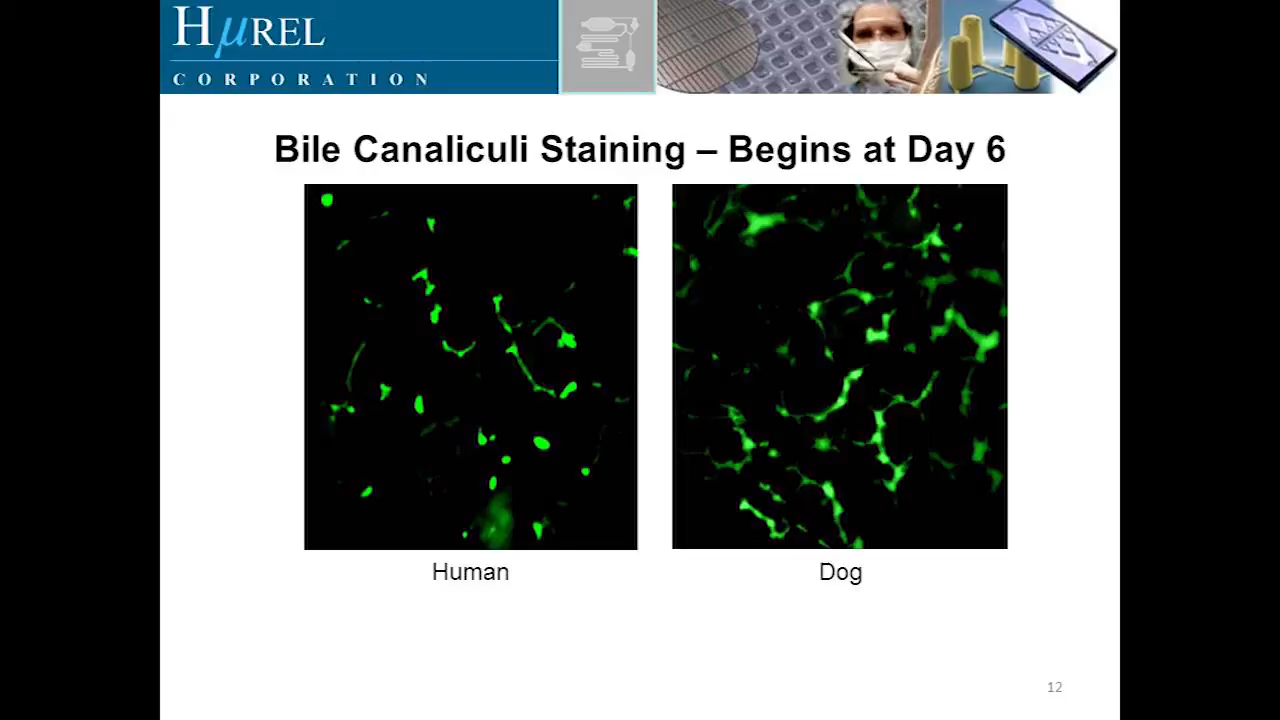 HμREL
CORPORATION
Bile Canaliculi Staining – Begins at Day 6
Human
Dog
12